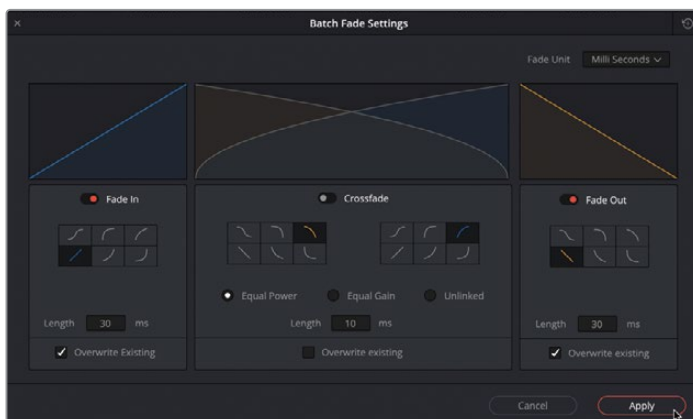 Batch Fade Settings
Fade Unit Milli Seconds
Fade In
Length 30 ms
Overwrite Existing
Crossfade
Equal Power Equal Gain Unlinked
Length 10 ms
Overwrite existing
Fade Out
Length 30 ms
Overwrite existing
Cancel Apply